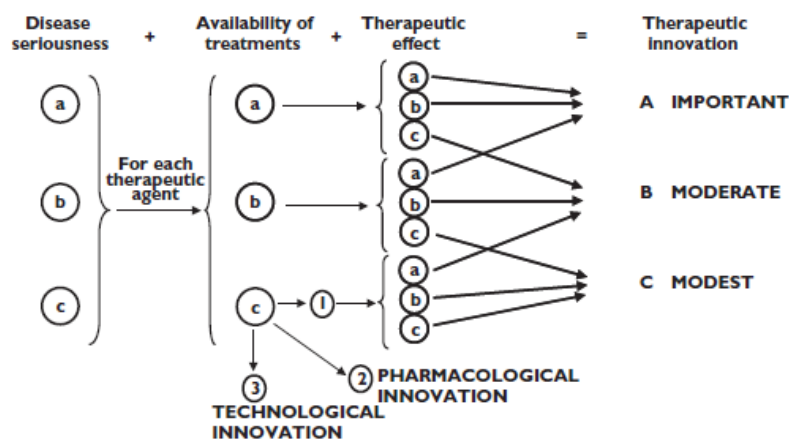 Disease
seriousness
+
Availability of
treatments
+
Therapeutic
effect
=
Therapeutic
innovation
a
b
c
For each
therapeutic
agent
a
b
c
1
a
b
c
a
b
c
a
b
c
A IMPORTANT
B MODERATE
C MODEST
2 PHARMACOLOGICAL
INNOVATION
3
TECHNOLOGICAL
INNOVATION